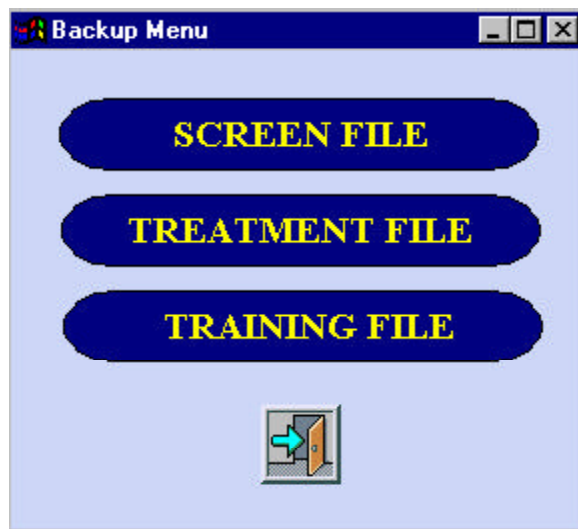 Backup Menu
SCREEN FILE
TREATMENT FILE
TRAINING FILE